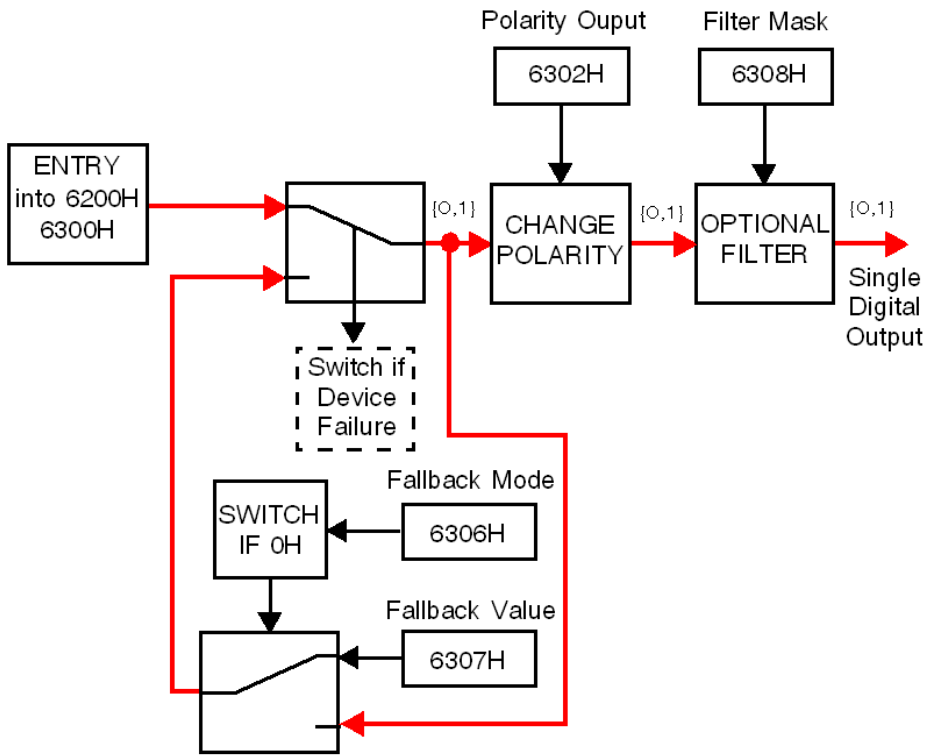 Polarity Ouput
Filter Mask
6302H
6308H
ENTRY
into 6200H
6300H
{0,1}
CHANGE
POLARITY
{0,1}
OPTIONAL
FILTER
{0,1}
Single
Digital
Output
Switch if
Device
Failure
Fallback Mode
SWITCH
IF 0H
6306H
Fallback Value
6307H